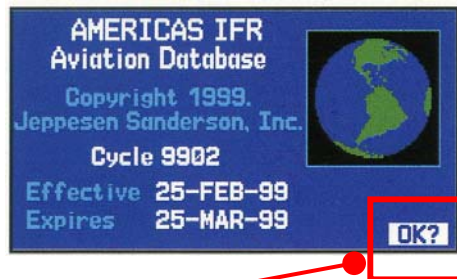 AMERICAS IFR
Aviation Database
Copyright 1999.
Jeppesen Sanderson, Inc.
Cycle 9902
Effective 25-FEB-99
Expires 25-MAR-99
OK?